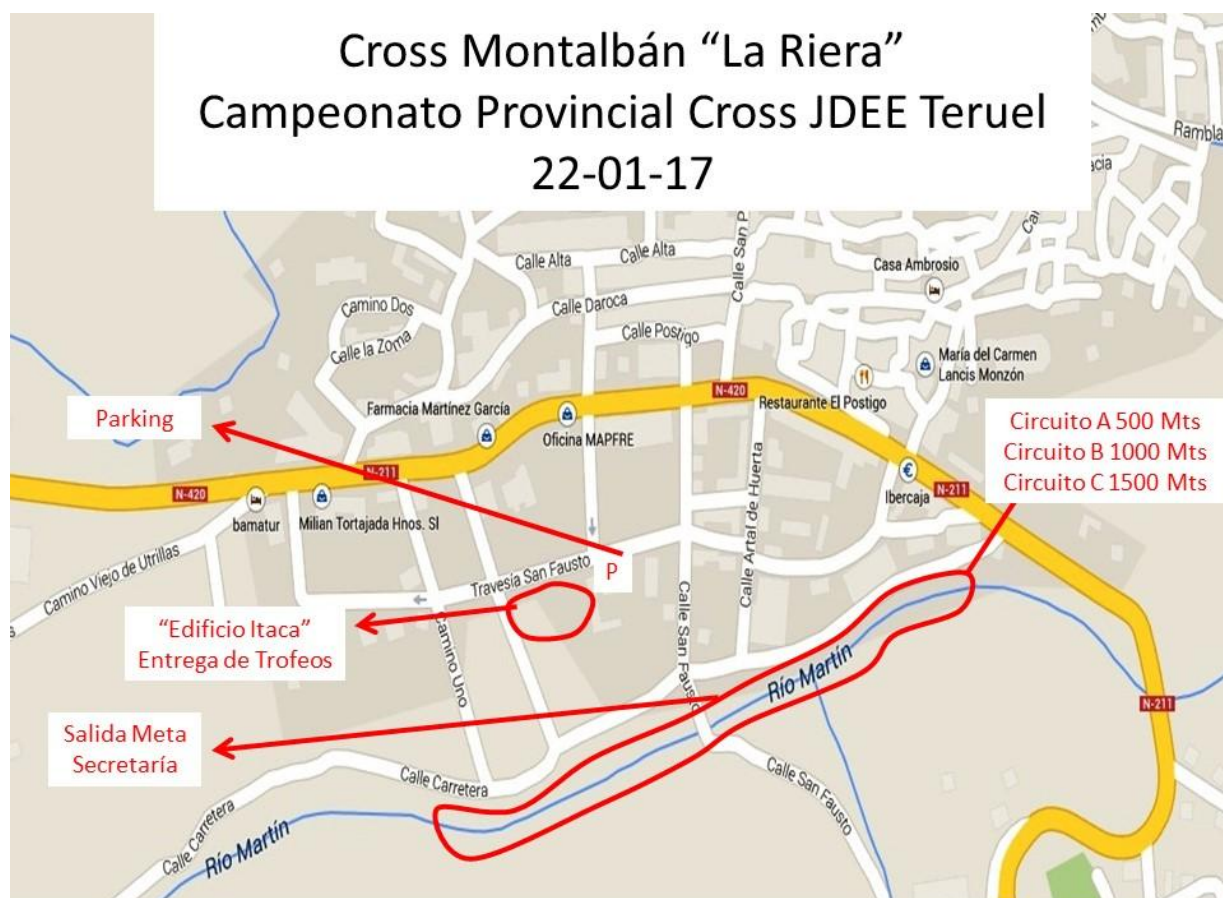 Cross Montalbán “La Riera”
Campeonato Provincial Cross JDEE Teruel
22-01-17
Rambla
Calle Alta
Calle Alta
Calle San P
Casa Ambrosio
Camino Dos
Calle Daroca
Calle Postigo
Calle la Zoma
María del Carmen
Lancis Monzón
N-420
Restaurante El Postigo
Parking
Farmacia Martínez García
Oficina MAPFRE
Circuito A 500 Mts
Circuito B 1000 Mts
Circuito C 1500 Mts
N-211
N-420
bamatur
Milian Tortajada Hnos. Sl
Calle Artal de Huerta
€
Ibercaja
N-211
Camino Viejo de Utrillas
Travesía San Fausto
P
“Edificio Itaca”
Entrega de Trofeos
Camino Uno
Calle San Fausto
Río Martín
N-211
Salida Meta
Secretaría
Calle Carretera
Calle San Fausto
Calle Carretera
Río Martín